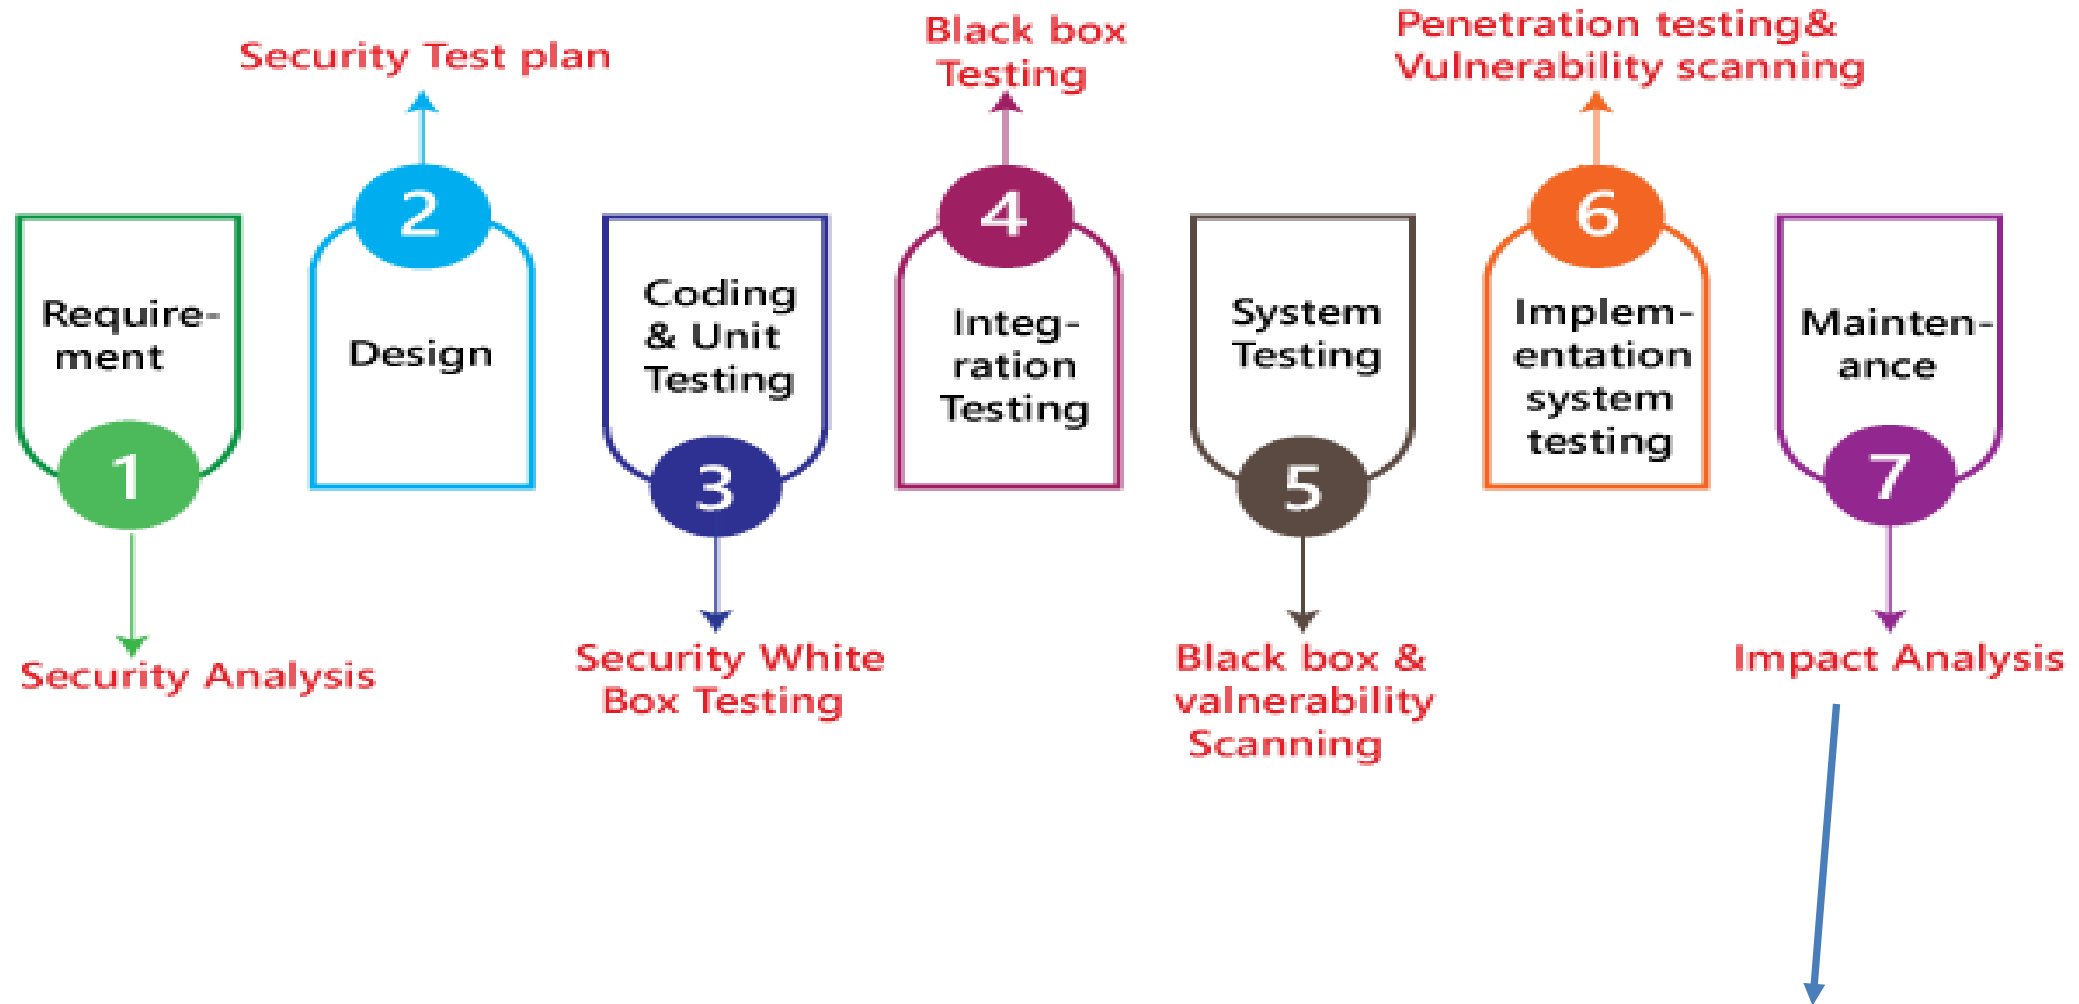 Security Test plan
Black box
Testing
Penetration testing&
Vulnerability scanning
1
Require-
ment
Security Analysis
2
Design
3
Coding
& Unit
Testing
Security White
Box Testing
4
Integ-
ration
Testing
5
System
Testing
Black box &
valnerability
Scanning
6
Implem-
entation
system
testing
7
Mainten-
ance
Impact Analysis